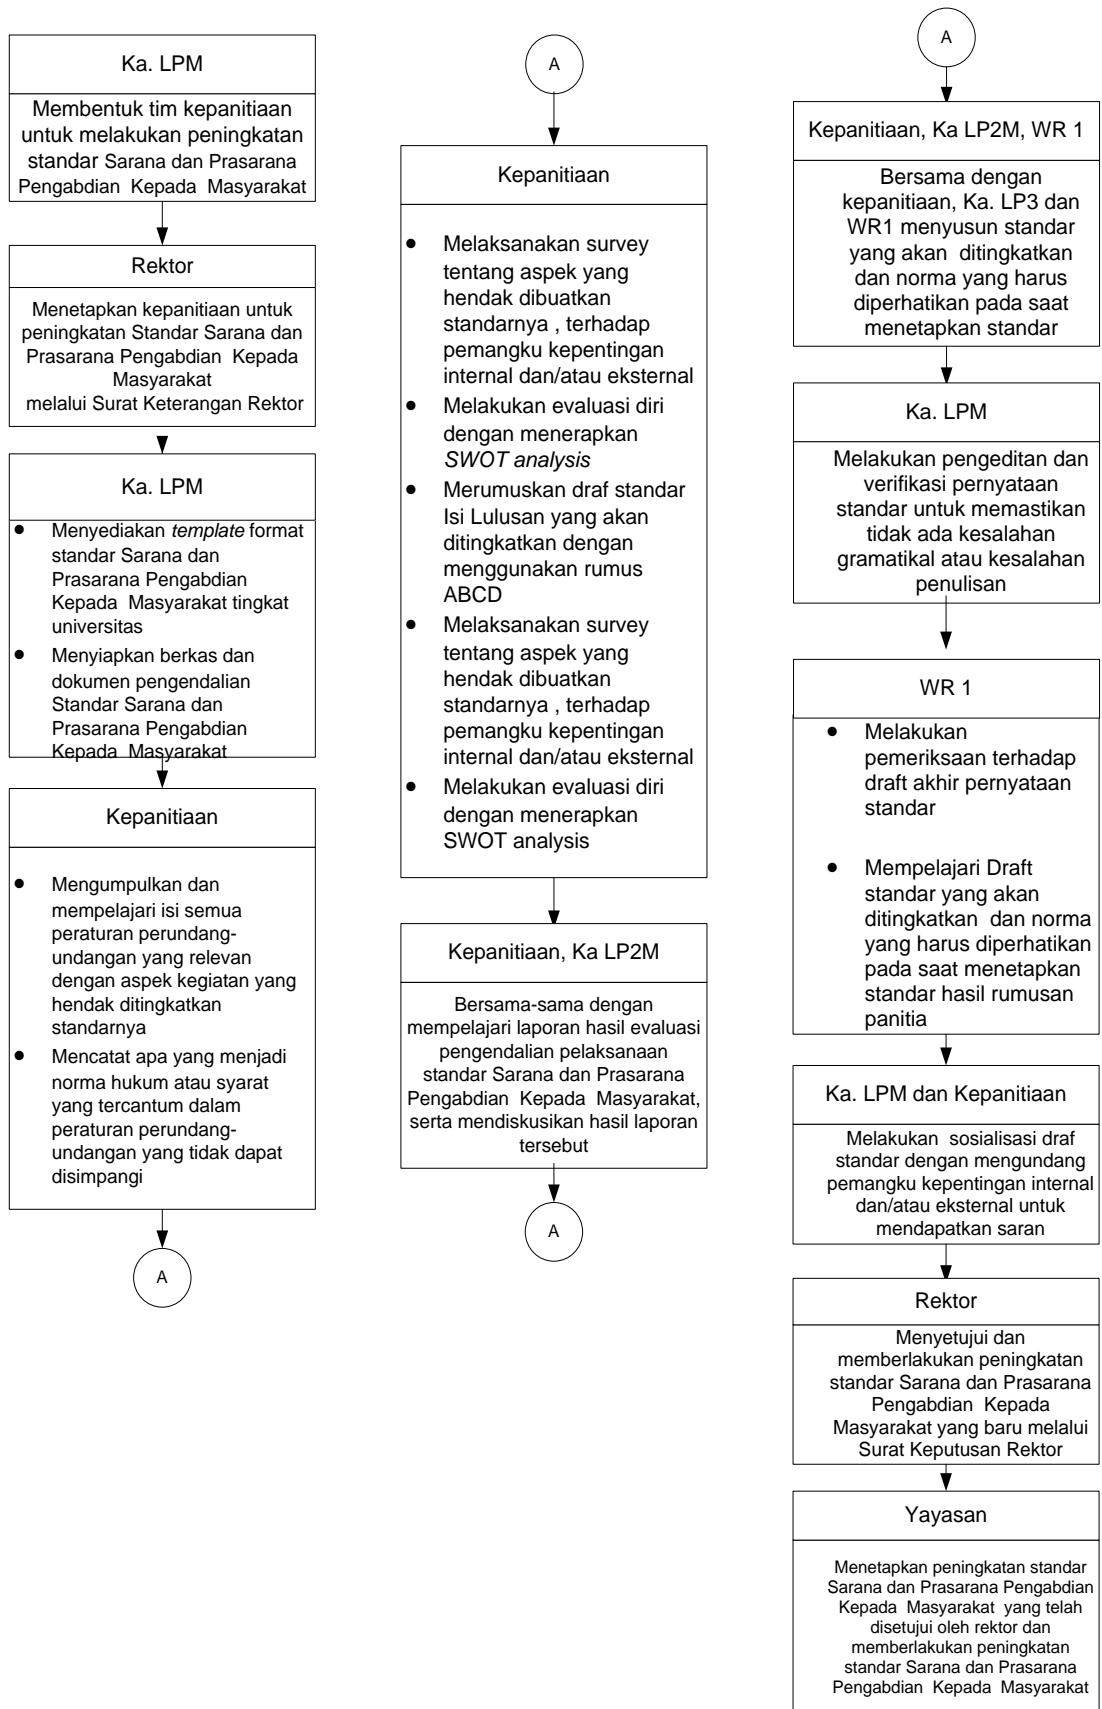 Ka. LPM
Membentuk tim kepanitiaan
untuk melakukan peningkatan
standar Sarana dan Prasarana
Pengabdian Kepada Masyarakat
Rektor
Menetapkan kepanitiaan untuk
peningkatan Standar Sarana dan
Prasarana Pengabdian Kepada
Masyarakat
melalui Surat Keterangan Rektor
Ka. LPM
• Menyediakan template format
standar Sarana dan
Prasarana Pengabdian
Kepada Masyarakat tingkat
universitas
• Menyiapkan berkas dan
dokumen pengendalian
Standar Sarana dan
Prasarana Pengabdian
Kepada Masyarakat
Kepanitiaan
• Mengumpulkan dan
mempelajari isi semua
peraturan perundang-
undangan yang relevan
dengan aspek kegiatan yang
hendak ditingkatkan
standarnya
• Mencatat apa yang menjadi
norma hukum atau syarat
yang tercantum dalam
peraturan perundang-
undangan yang tidak dapat
disimpangi
A
A
Kepanitiaan
• Melaksanakan survey
tentang aspek yang
hendak dibuatkan
standarnya , terhadap
pemangku kepentingan
internal dan/atau eksternal
• Melakukan evaluasi diri
dengan menerapkan
SWOT analysis
• Merumuskan draf standar
Isi Lulusan yang akan
ditingkatkan dengan
menggunakan rumus
ABCD
• Melaksanakan survey
tentang aspek yang
hendak dibuatkan
standarnya , terhadap
pemangku kepentingan
internal dan/atau eksternal
• Melakukan evaluasi diri
dengan menerapkan
SWOT analysis
Kepanitiaan, Ka LP2M
Bersama-sama dengan
mempelajari laporan hasil evaluasi
pengendalian pelaksanaan
standar Sarana dan Prasarana
Pengabdian Kepada Masyarakat,
serta mendiskusikan hasil laporan
tersebut
A
A
Kepanitiaan, Ka LP2M, WR 1
Bersama dengan
kepanitiaan, Ka. LP3 dan
WR1 menyusun standar
yang akan ditingkatkan
dan norma yang harus
diperhatikan pada saat
menetapkan standar
Ka. LPM
Melakukan pengeditan dan
verifikasi pernyataan
standar untuk memastikan
tidak ada kesalahan
gramatikal atau kesalahan
penulisan
WR 1
• Melakukan
pemeriksaan terhadap
draft akhir pernyataan
standar
• Mempelajari Draft
standar yang akan
ditingkatkan dan norma
yang harus diperhatikan
pada saat menetapkan
standar hasil rumusan
panitia
Ka. LPM dan Kepanitiaan
Melakukan sosialisasi draf
standar dengan mengundang
pemangku kepentingan internal
dan/atau eksternal untuk
mendapatkan saran
Rektor
Menyetujui dan
memberlakukan peningkatan
standar Sarana dan Prasarana
Pengabdian Kepada
Masyarakat yang baru melalui
Surat Keputusan Rektor
Yayasan
Menetapkan peningkatan standar
Sarana dan Prasarana Pengabdian
Kepada Masyarakat yang telah
disetujui oleh rektor dan
memberlakukan peningkatan
standar Sarana dan Prasarana
Pengabdian Kepada Masyarakat